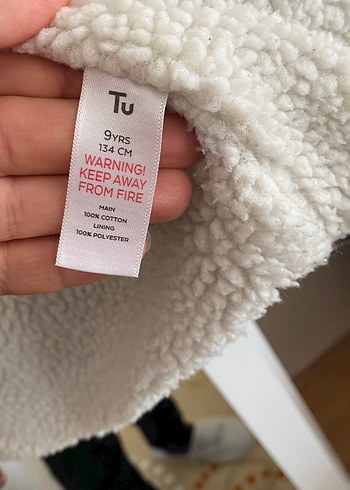 Tu
9YRS
134 CM
WARNING!
KEEP AWAY
FROM FIRE
MAIN
100% COTTON
LINING
100% POLYESTER